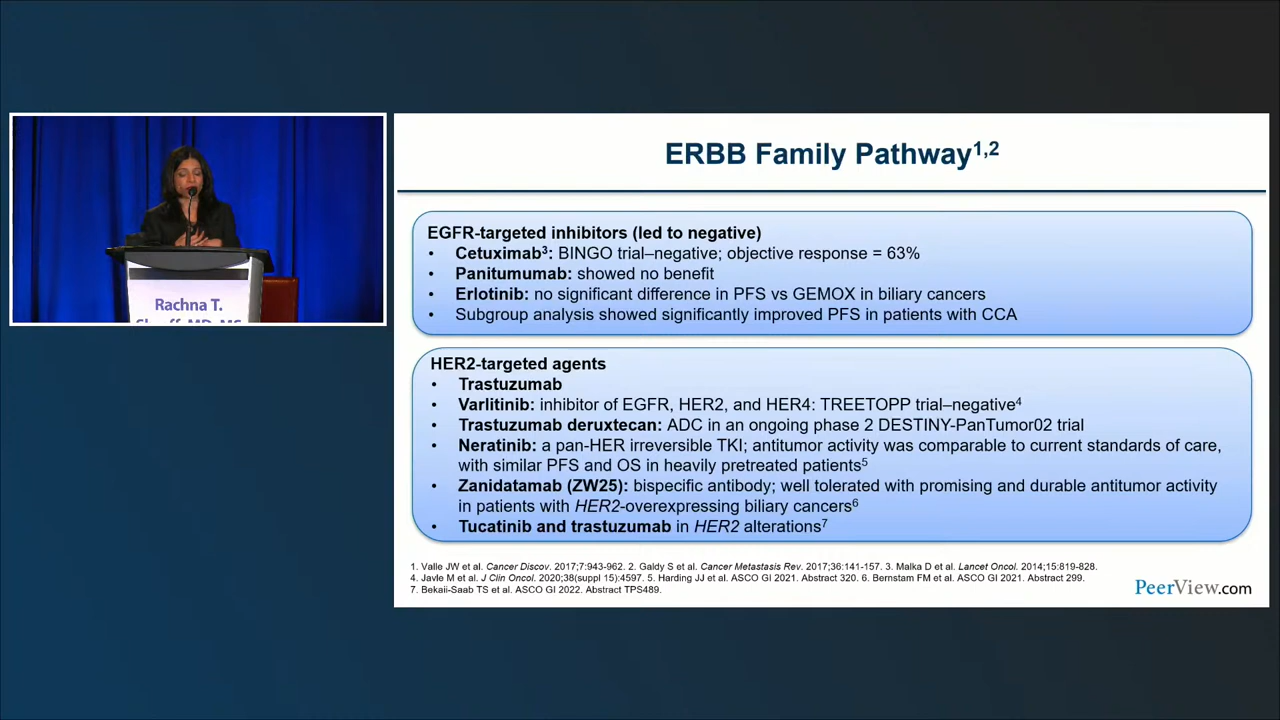 Rachna T.
ERBB Family Pathway1,2
EGFR-targeted inhibitors (led to negative)
• Cetuximab3: BINGO trial–negative; objective response = 63%
• Panitumumab: showed no benefit
• Erlotinib: no significant difference in PFS vs GEMOX in biliary cancers
• Subgroup analysis showed significantly improved PFS in patients with CCA
HER2-targeted agents
• Trastuzumab
• Varlitinib: inhibitor of EGFR, HER2, and HER4: TREETOPP trial–negative4
• Trastuzumab deruxtecan: ADC in an ongoing phase 2 DESTINY-PanTumor02 trial
• Neratinib: a pan-HER irreversible TKI; antitumor activity was comparable to current standards of care,
with similar PFS and OS in heavily pretreated patients5
• Zanidatamab (ZW25): bispecific antibody; well tolerated with promising and durable antitumor activity
in patients with HER2-overexpressing biliary cancers6
• Tucatinib and trastuzumab in HER2 alterations7
1. Valle JW et al. Cancer Discov. 2017;7:943-962. 2. Galdy S et al. Cancer Metastasis Rev. 2017;36:141-157. 3. Malka D et al. Lancet Oncol. 2014;15:819-828.
4. Javle M et al. J Clin Oncol. 2020;38(suppl 15):4597. 5. Harding JJ et al. ASCO GI 2021. Abstract 320. 6. Bernstam FM et al. ASCO GI 2021. Abstract 299.
7. Bekaii-Saab TS et al. ASCO GI 2022. Abstract TPS489.
PeerView.com